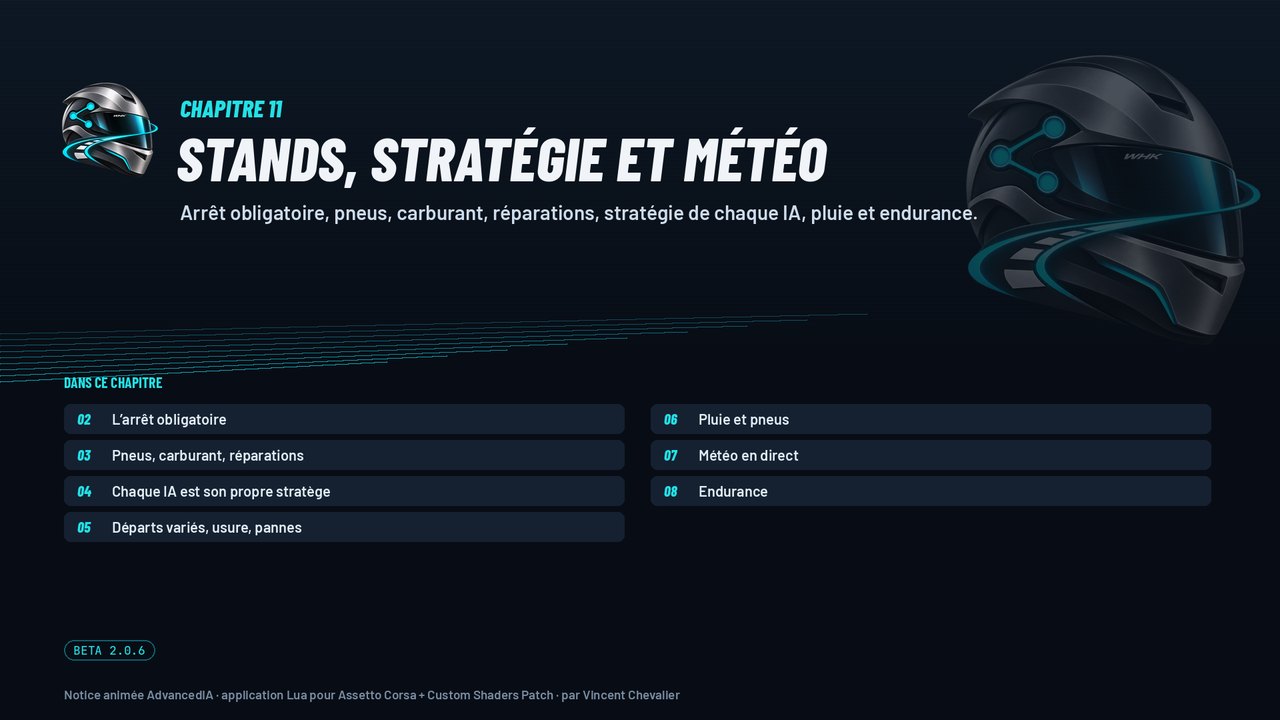 CHAPITRE 11
STANDS, STRATÉGIE ET MÉTÉO
Arrêt obligatoire, pneus, carburant, réparations, stratégie de chaque IA, pluie et endurance.
WHK
DANS CE CHAPITRE
02 L’arrêt obligatoire
03 Pneus, carburant, réparations
04 Chaque IA est son propre stratège
05 Départs variés, usure, pannes
06 Pluie et pneus
07 Météo en direct
08 Endurance
BETA 2.0.6
Notice animée AdvancedIA · application Lua pour Assetto Corsa + Custom Shaders Patch · par Vincent Chevalier